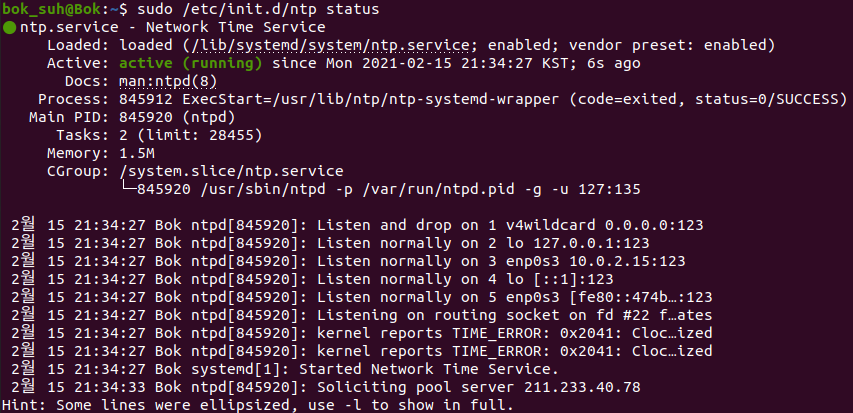 bok_suh@Bok:~$ sudo /etc/init.d/ntp status
● ntp.service - Network Time Service
     Loaded: loaded (/lib/systemd/system/ntp.service; enabled; vendor preset: enabled)
     Active: active (running) since Mon 2021-02-15 21:34:27 KST; 6s ago
       Docs: man:ntpd(8)
    Process: 845912 ExecStart=/usr/lib/ntp/ntp-systemd-wrapper (code=exited, status=0/SUCCESS)
   Main PID: 845920 (ntpd)
      Tasks: 2 (limit: 28455)
     Memory: 1.5M
     CGroup: /system.slice/ntp.service
             └─845920 /usr/sbin/ntpd -p /var/run/ntpd.pid -g -u 127:135

 2월 15 21:34:27 Bok ntpd[845920]: Listen and drop on 1 v4wildcard 0.0.0.0:123
 2월 15 21:34:27 Bok ntpd[845920]: Listen normally on 2 lo 127.0.0.1:123
 2월 15 21:34:27 Bok ntpd[845920]: Listen normally on 3 enp0s3 10.0.2.15:123
 2월 15 21:34:27 Bok ntpd[845920]: Listen normally on 4 lo [::1]:123
 2월 15 21:34:27 Bok ntpd[845920]: Listen normally on 5 enp0s3 [fe80::474b…:123
 2월 15 21:34:27 Bok ntpd[845920]: Listening on routing socket on fd #22 f…ates
 2월 15 21:34:27 Bok ntpd[845920]: kernel reports TIME_ERROR: 0x2041: Cloc…ized
 2월 15 21:34:27 Bok ntpd[845920]: kernel reports TIME_ERROR: 0x2041: Cloc…ized
 2월 15 21:34:27 Bok systemd[1]: Started Network Time Service.
 2월 15 21:34:33 Bok ntpd[845920]: Soliciting pool server 211.233.40.78
Hint: Some lines were ellipsized, use -l to show in full.